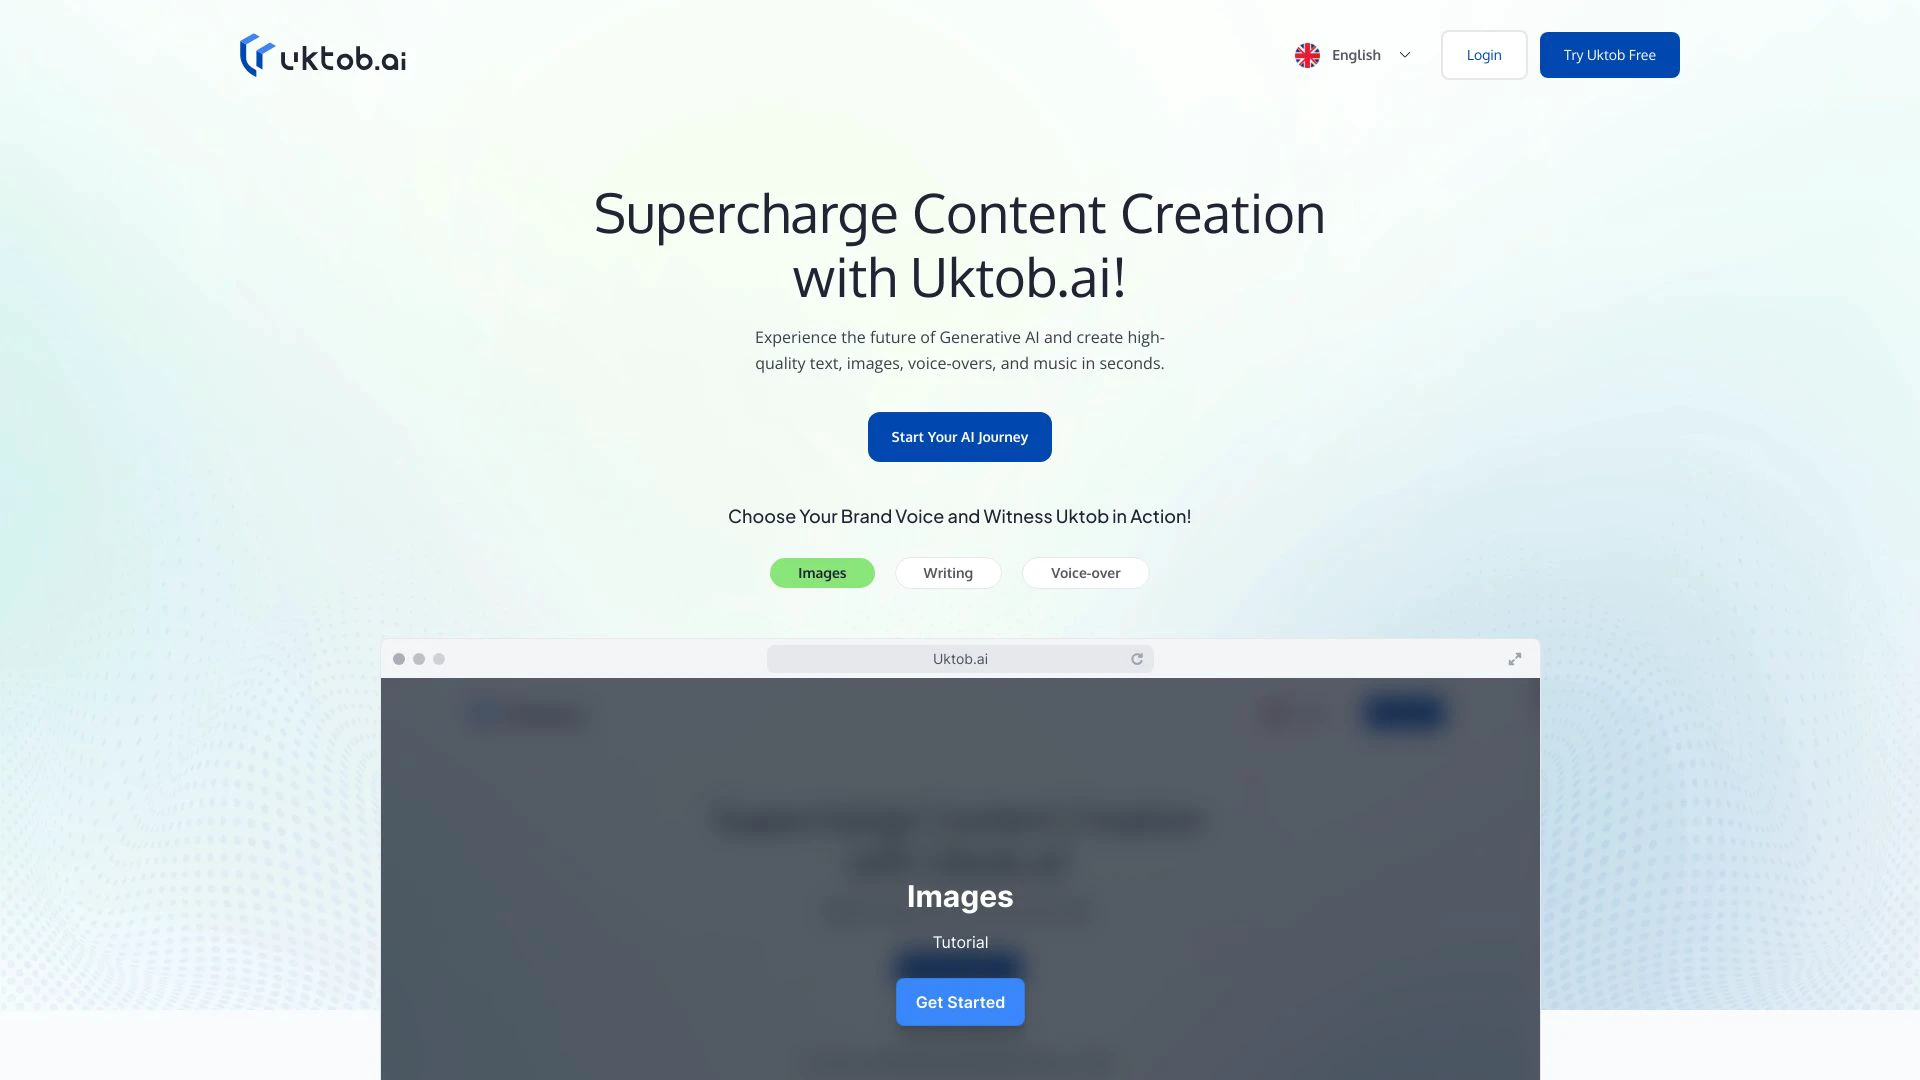 uktob.ai
English
Login
Try Uktob Free
Supercharge Content Creation
with Uktob.ai!
Experience the future of Generative AI and create high-
quality text, images, voice-overs, and music in seconds.
Start Your AI Journey
Choose Your Brand Voice and Witness Uktob in Action!
Images
Writing
Voice-over
Uktob.ai
Images
Tutorial
Get Started